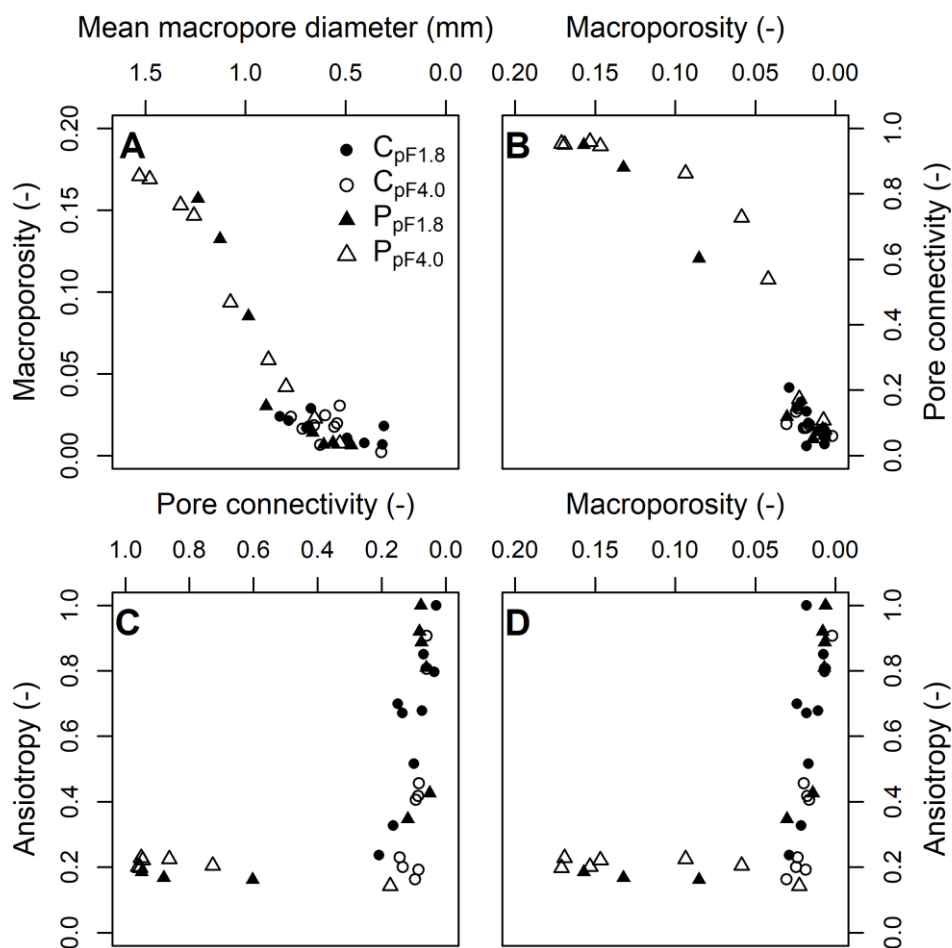 Mean macropore diameter (mm) Macroporosity (-)
1.5 1.0 0.5 0.0 0.20 0.15 0.10 0.05 0.00
A B
C pF1.8
C pF4.0
P pF1.8
P pF4.0
Macroporosity (-)
0.20
0.15
0.10
0.05
0.00
Pore connectivity (-)
1.0
0.8
0.6
0.4
0.2
0.0
Pore connectivity (-) Macroporosity (-)
1.0 0.8 0.6 0.4 0.2 0.0 0.20 0.15 0.10 0.05 0.00
C D
Ansiotropy (-)
1.0
0.8
0.6
0.4
0.2
0.0
Ansiotropy (-)
1.0
0.8
0.6
0.4
0.2
0.0